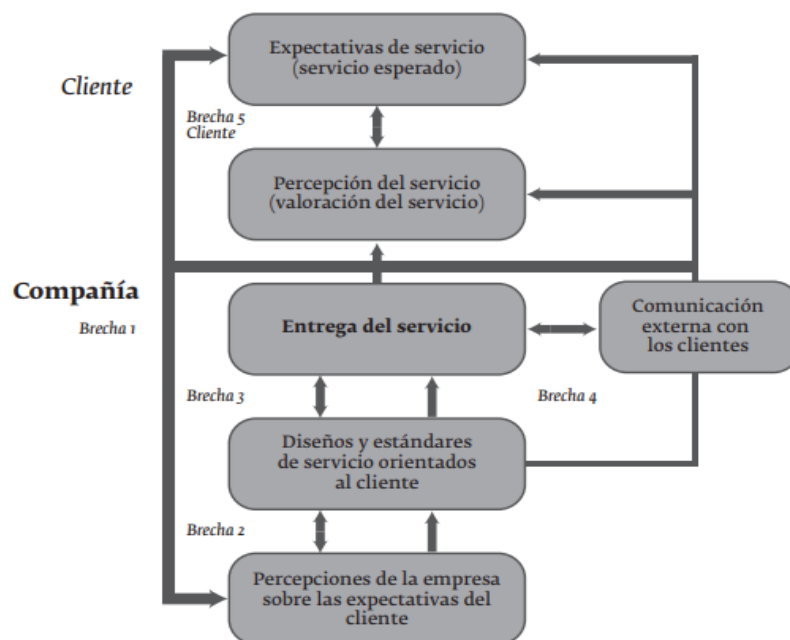 Expectativas de servicio
(servicio esperado)
Cliente
Brecha 5
Cliente
Percepción del servicio
(valoración del servicio)
Compañía
Brecha 1
Entrega del servicio
Comunicación
externa con
los clientes
Brecha 3
Brecha 4
Diseños y estándares
de servicio orientados
al cliente
Brecha 2
Percepciones de la empresa
sobre las expectativas del
cliente